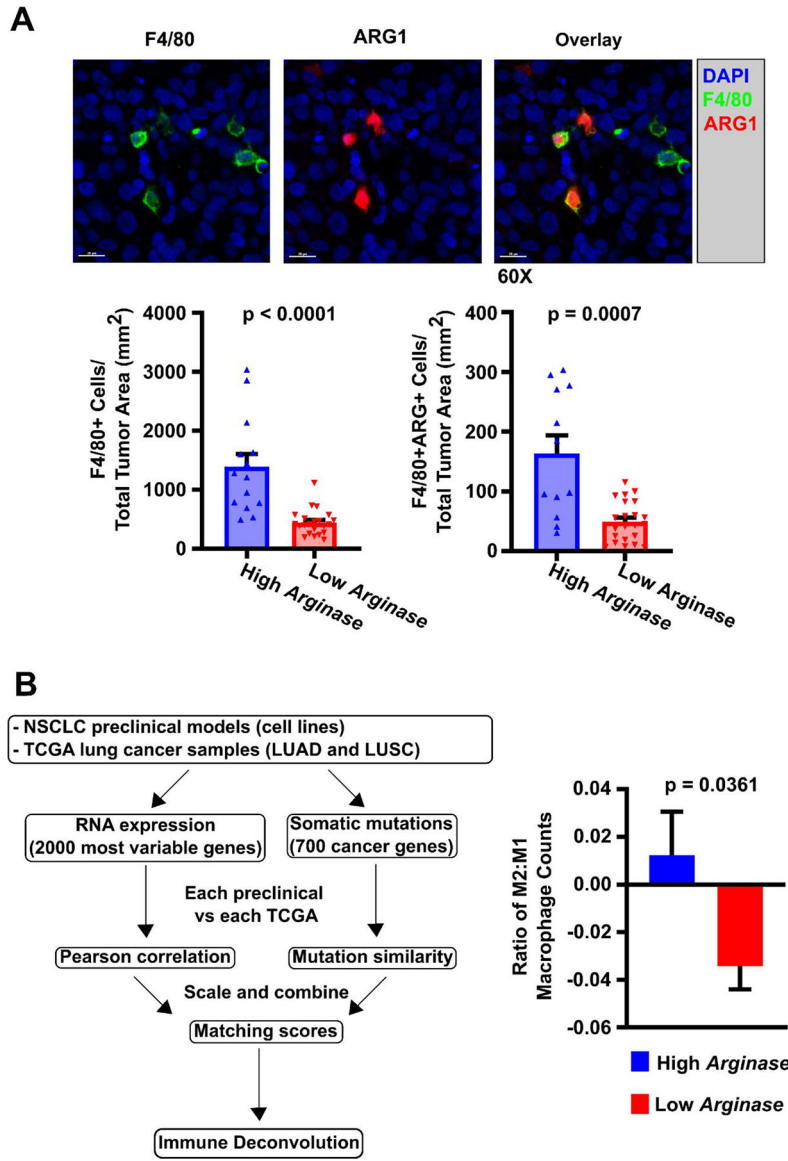 A
F4/80
ARG1
Overlay
DAPI
F4/80
ARG1
60X
F4/80+ Cells/
Total Tumor Area (mm2)
4000
3000
2000
1000
0
p < 0.0001
High Arginase
Low Arginase
F4/80+ARG+ Cells/
Total Tumor Area (mm2)
400
300
200
100
0
p = 0.0007
High Arginase
Low Arginase
B
- NSCLC preclinical models (cell lines)
- TCGA lung cancer samples (LUAD and LUSC)
RNA expression
(2000 most variable genes)
Somatic mutations
(700 cancer genes)
Each preclinical
vs each TCGA
Pearson correlation
Mutation similarity
Scale and combine
Matching scores
Immune Deconvolution
Ratio of M2:M1
Macrophage Counts
0.04
0.02
0.00
-0.02
-0.04
-0.06
p = 0.0361
High Arginase
Low Arginase